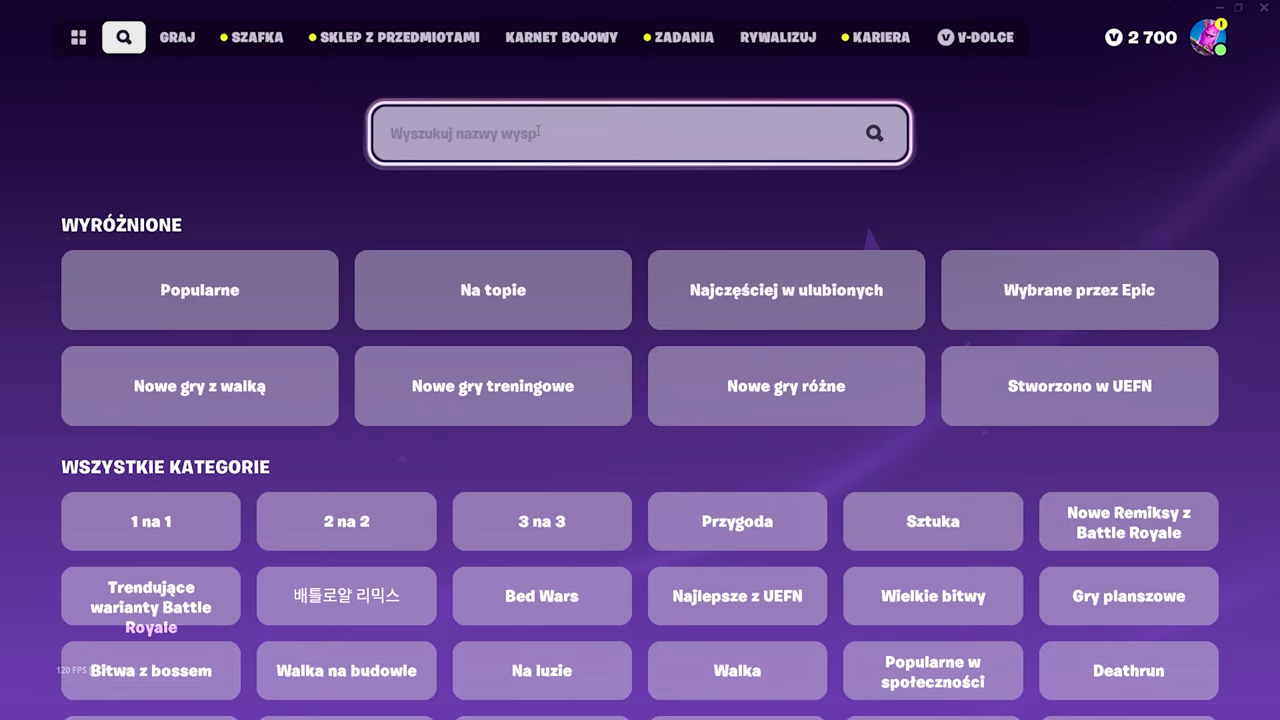 GRAJ
SZAFKA
SKLEP Z PRZEDMIOTAMI
KARNET BOJOWY
ZADANIA
RYWALIZUJ
KARIERA
V-DOLCE
2 700
Wyszukuj nazwy wysp
WYRÓŻNIONE
Popularne
Na topie
Najczęściej w ulubionych
Wybrane przez Epic
Nowe gry z walką
Nowe gry treningowe
Nowe gry różne
Stworzono w UEFN
WSZYSTKIE KATEGORIE
1 na 1
2 na 2
3 na 3
Przygoda
Sztuka
Nowe Remiksy z
Battle Royale
Trendujące
warianty Battle
Royale
배틀로얄 리믹스
Bed Wars
Najlepsze z UEFN
Wielkie bitwy
Gry planszowe
120 FPS
Bitwa z bossem
Walka na budowle
Na luzie
Walka
Popularne w
społeczności
Deathrun